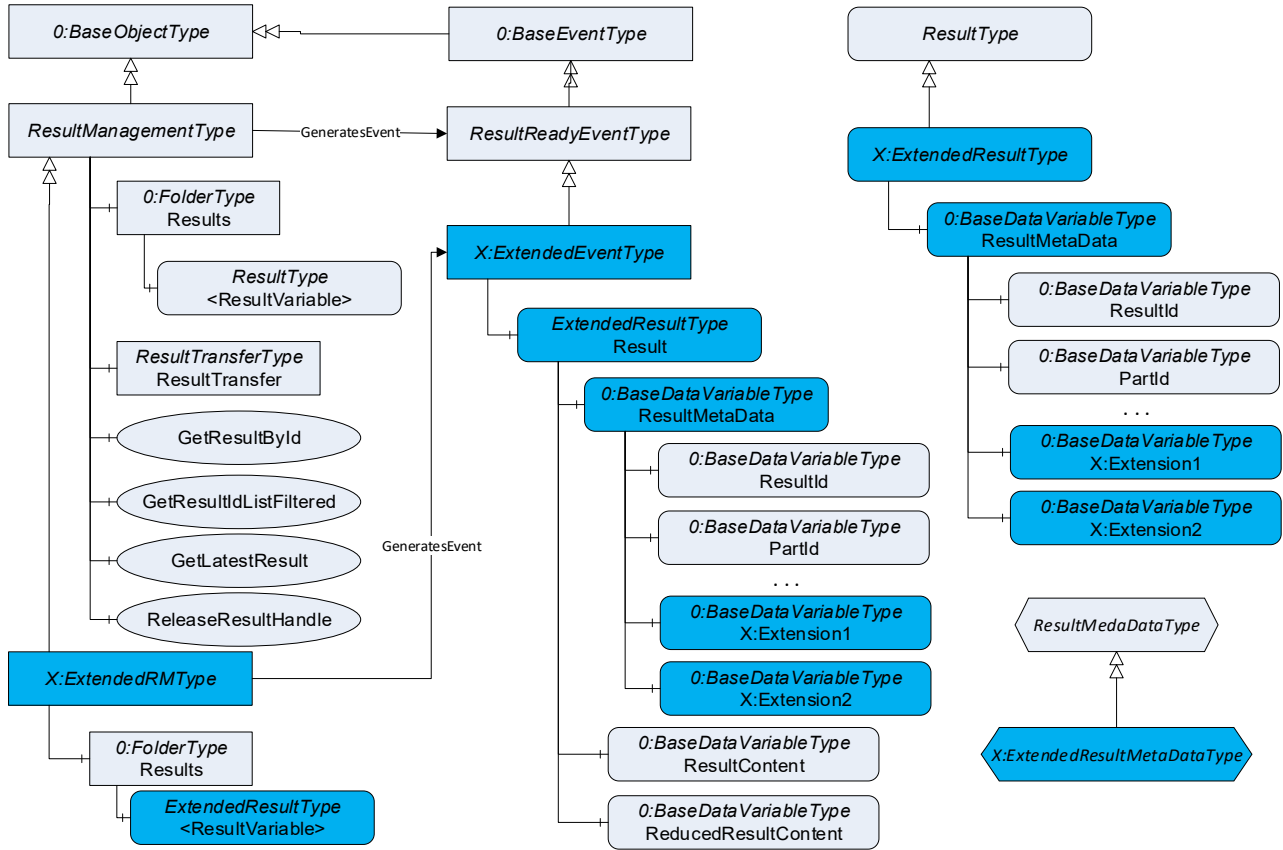 0:BaseObjectType
0:BaseEventType
ResultType
ResultManagementType
GeneratesEvent
ResultReadyEventType
X:ExtendedResultType
0:FolderType
Results
0:BaseDataVariableType
ResultMetaData
X:ExtendedEventType
ResultType
<ResultVariable>
0:BaseDataVariableType
ResultId
ExtendedResultType
Result
ResultTransferType
ResultTransfer
0:BaseDataVariableType
PartId
0:BaseDataVariableType
ResultMetaData
. . .
GetResultById
0:BaseDataVariableType
X:Extension1
0:BaseDataVariableType
ResultId
GetResultIdListFiltered
0:BaseDataVariableType
X:Extension2
0:BaseDataVariableType
PartId
GeneratesEvent
GetLatestResult
. . .
ReleaseResultHandle
0:BaseDataVariableType
X:Extension1
ResultMedaDataType
X:ExtendedRMType
0:BaseDataVariableType
X:Extension2
0:FolderType
Results
0:BaseDataVariableType
ResultContent
X:ExtendedResultMetaDataType
ExtendedResultType
<ResultVariable>
0:BaseDataVariableType
ReducedResultContent